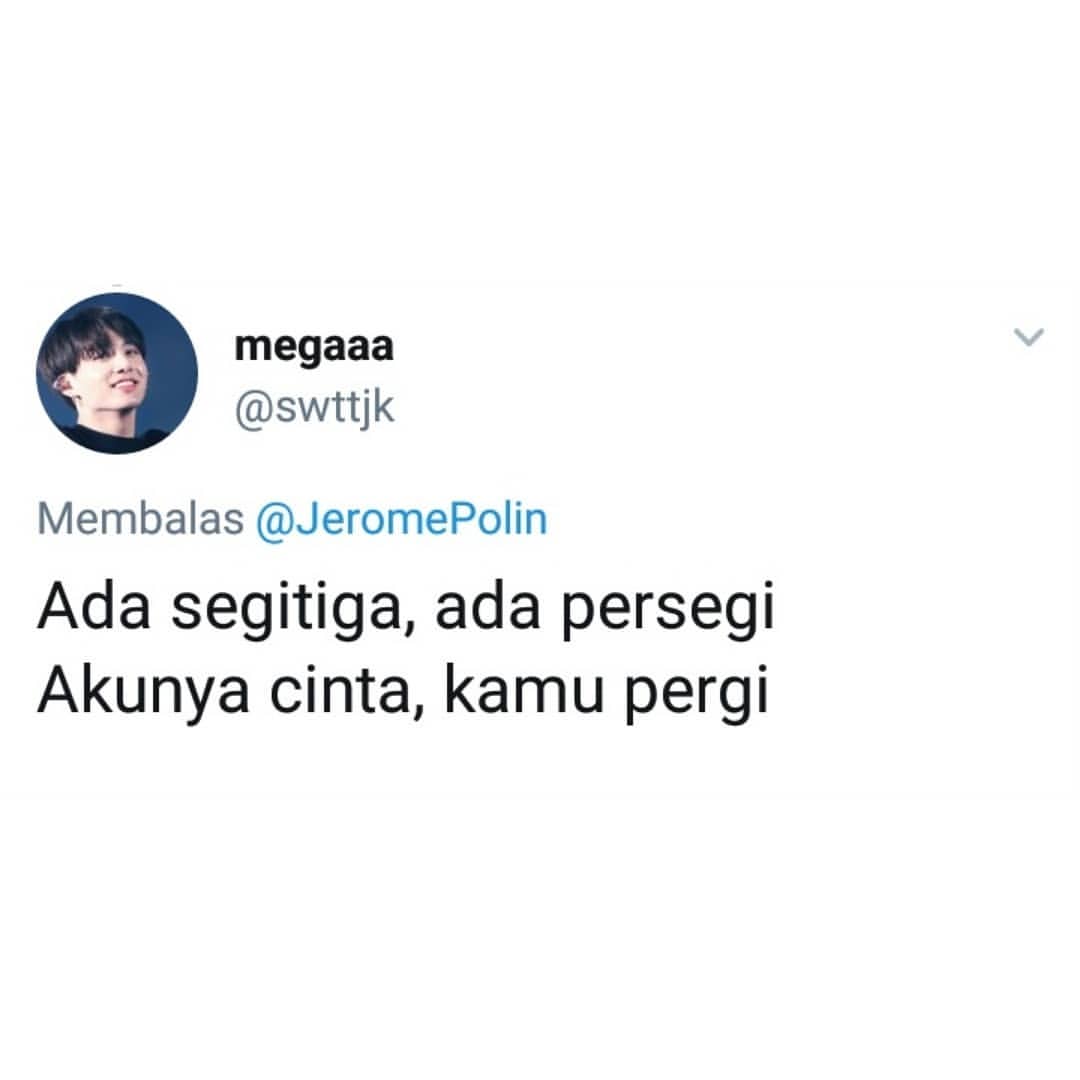 megaaa
@swttjk
Membalas @JeromePolin
Ada segitiga, ada persegi
Akunya cinta, kamu pergi